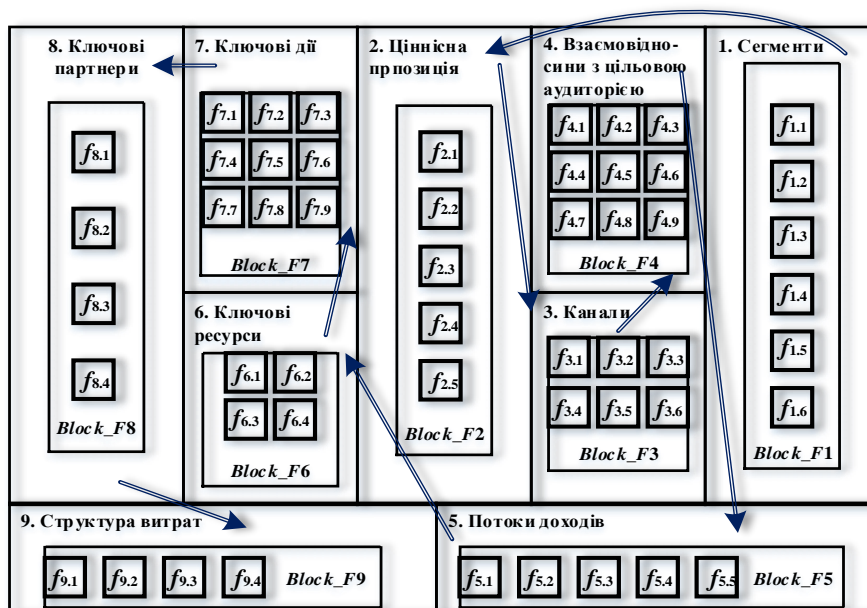 8. Ключові
партнери
f8.1
f8.2
f8.3
f8.4
Block_F8
7. Ключові дії
f7.1 f7.2 f7.3
f7.4 f7.5 f7.6
f7.7 f7.8 f7.9
Block_F7
6. Ключові
ресурси
f6.1 f6.2
f6.3 f6.4
Block_F6
2. Ціннісна
прпозиція
f2.1
f2.2
f2.3
f2.4
f2.5
Block_F2
4. Взаємовідно-
сини з цільовою
аудиторією
f4.1 f4.2 f4.3
f4.4 f4.5 f4.6
f4.7 f4.8 f4.9
Block_F4
3. Канали
f3.1 f3.2 f3.3
f3.4 f3.5 f3.6
Block_F3
1. Сегменти
f1.1
f1.2
f1.3
f1.4
f1.5
f1.6
Block_F1
9. Структура витрат
f9.1 f9.2 f9.3 f9.4 Block_F9
5. Потоки доходів
f5.1 f5.2 f5.3 f5.4 f5.5 Block_F5